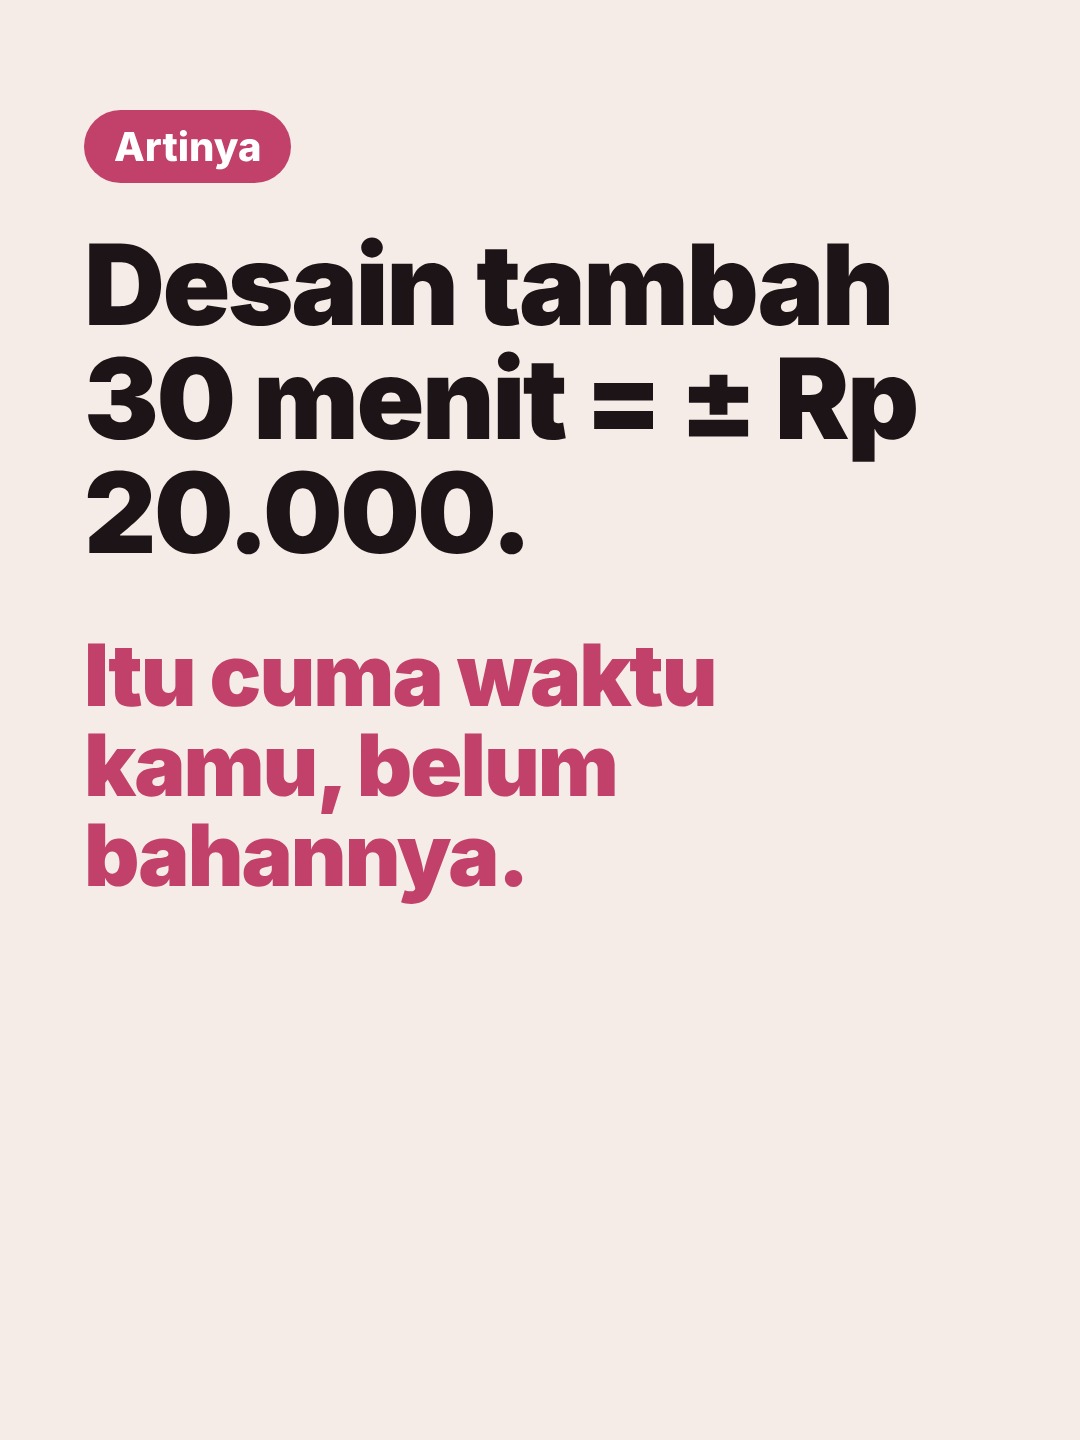 Artinya
Desain tambah
30 menit = ± Rp
20.000.
Itu cuma waktu
kamu, belum
bahannya.